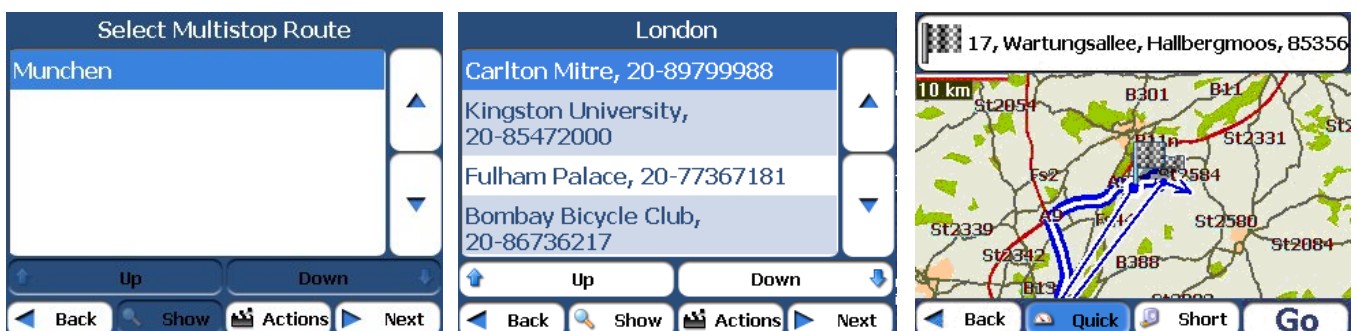 Select Multistop Route
Munchen
Up Down
Back Show Actions Next
London
Carlton Mitre, 20-89799988
Kingston University,
20-85472000
Fulham Palace, 20-77367181
Bombay Bicycle Club,
20-86736217
Up Down
Back Show Actions Next
17, Wartungsallee, Hallbergmoos, 85356
10 km
St2054
B301
B11
St2331
B11n
Fs2
St2584
A9
St2339
St2580
St2084
St2342
B388
B13
Back Quick Short Go